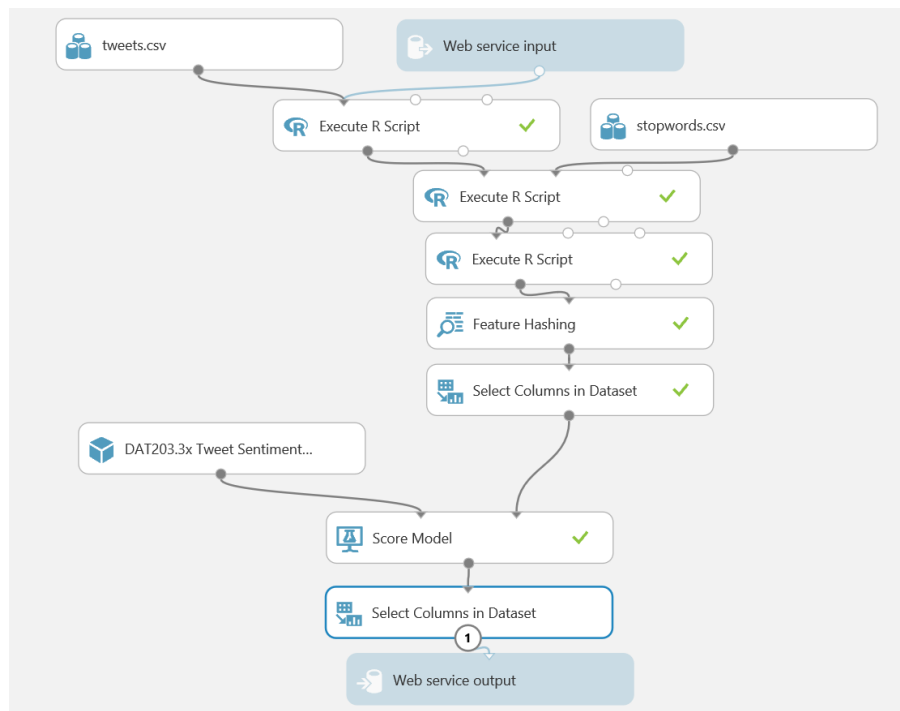 tweets.csv
Web service input
Execute R Script
stopwords.csv
Execute R Script
Execute R Script
Feature Hashing
Select Columns in Dataset
DAT203.3x Tweet Sentiment...
Score Model
Select Columns in Dataset
1
Web service output